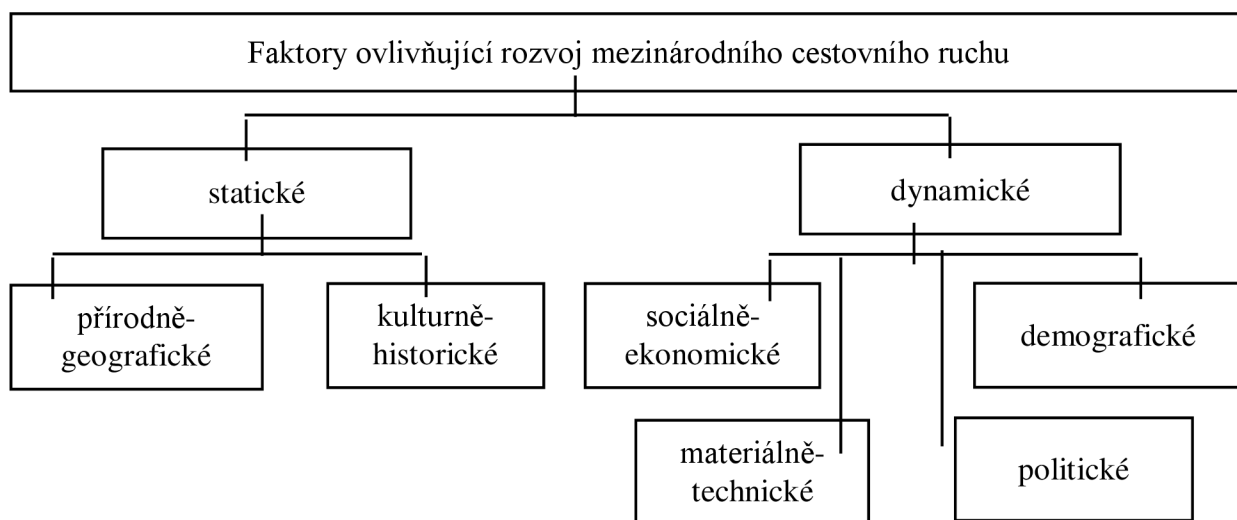 Faktory ovlivňující rozvoj mezinárodního cestovního ruchu
statické
dynamické
přírodně-
geografické
kulturně-
historické
sociálně-
ekonomické
demografické
materiálně-
technické
politické